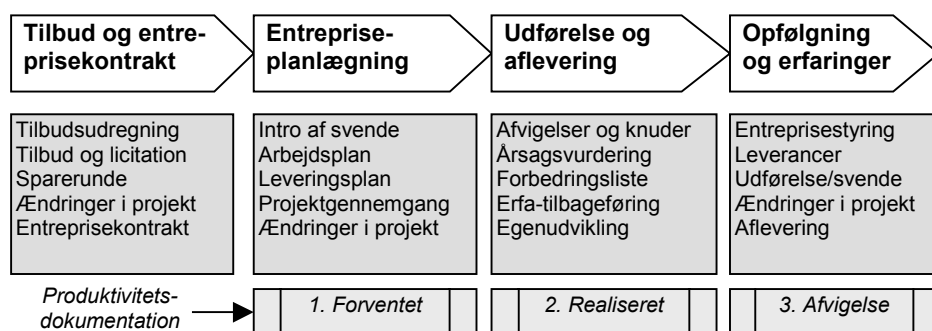 Tilbud og entre-
prisekontrakt
Entreprise-
planlægning
Udførelse og
aflevering
Opfølgning
og erfaringer
Tilbudsudregning
Tilbud og licitation
Sparerunde
Ændringer i projekt
Entreprisekontrakt
Intro af svende
Arbejdsplan
Leveringsplan
Projektgennemgang
Ændringer i projekt
Afvigelser og knuder
Årsagsvurdering
Forbedringsliste
Erfa-tilbageføring
Egenudvikling
Entreprisestyring
Leverancer
Udførelse/svende
Ændringer i projekt
Aflevering
Produktivitets-
dokumentation
1. Forventet
2. Realiseret
3. Afvigelse